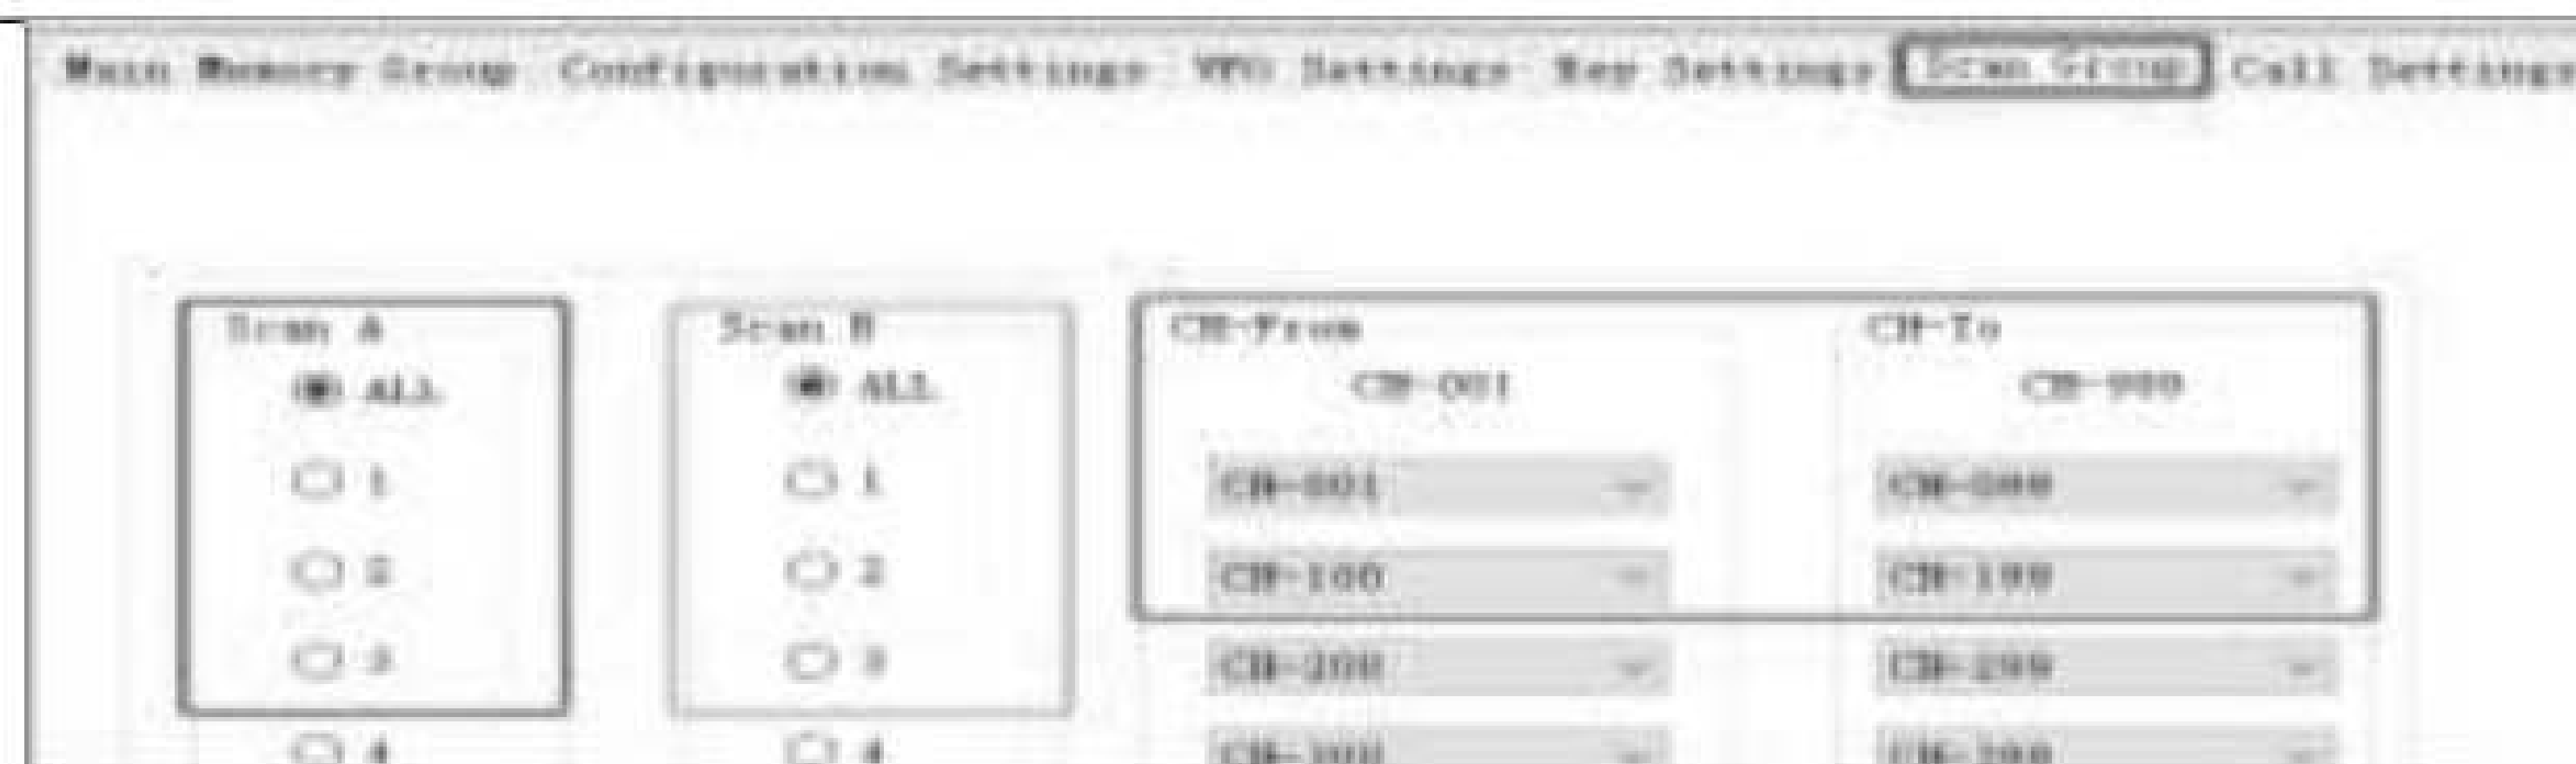 Main Memory Group Configuration Settings VFO Settings Key Settings Scan Group Call Settings
Scan A Scan B CH-From CH-To
ALL ALL CH-001 CH-999
1 1 CH-001
2 2 CH-100 CH-199
3 3 CH-200 CH-299
4 4